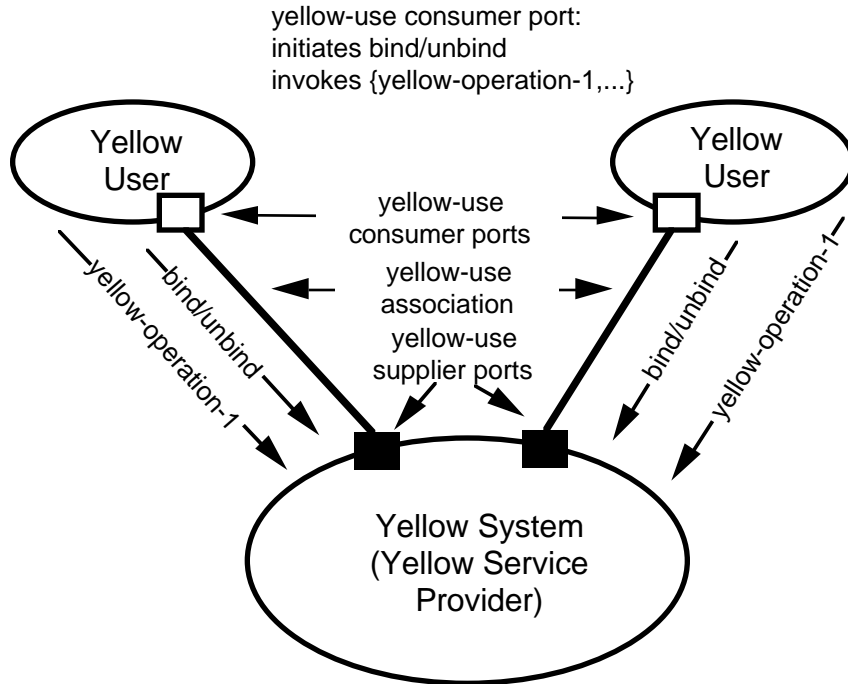 yellow-use consumer port:
initiates bind/unbind
invokes {yellow-operation-1,...}
Yellow
User
Yellow
User
yellow-use
consumer ports
yellow-use
association
yellow-use
supplier ports
yellow-operation-1
bind/unbind
bind/unbind
yellow-operation-1
Yellow System
(Yellow Service
Provider)